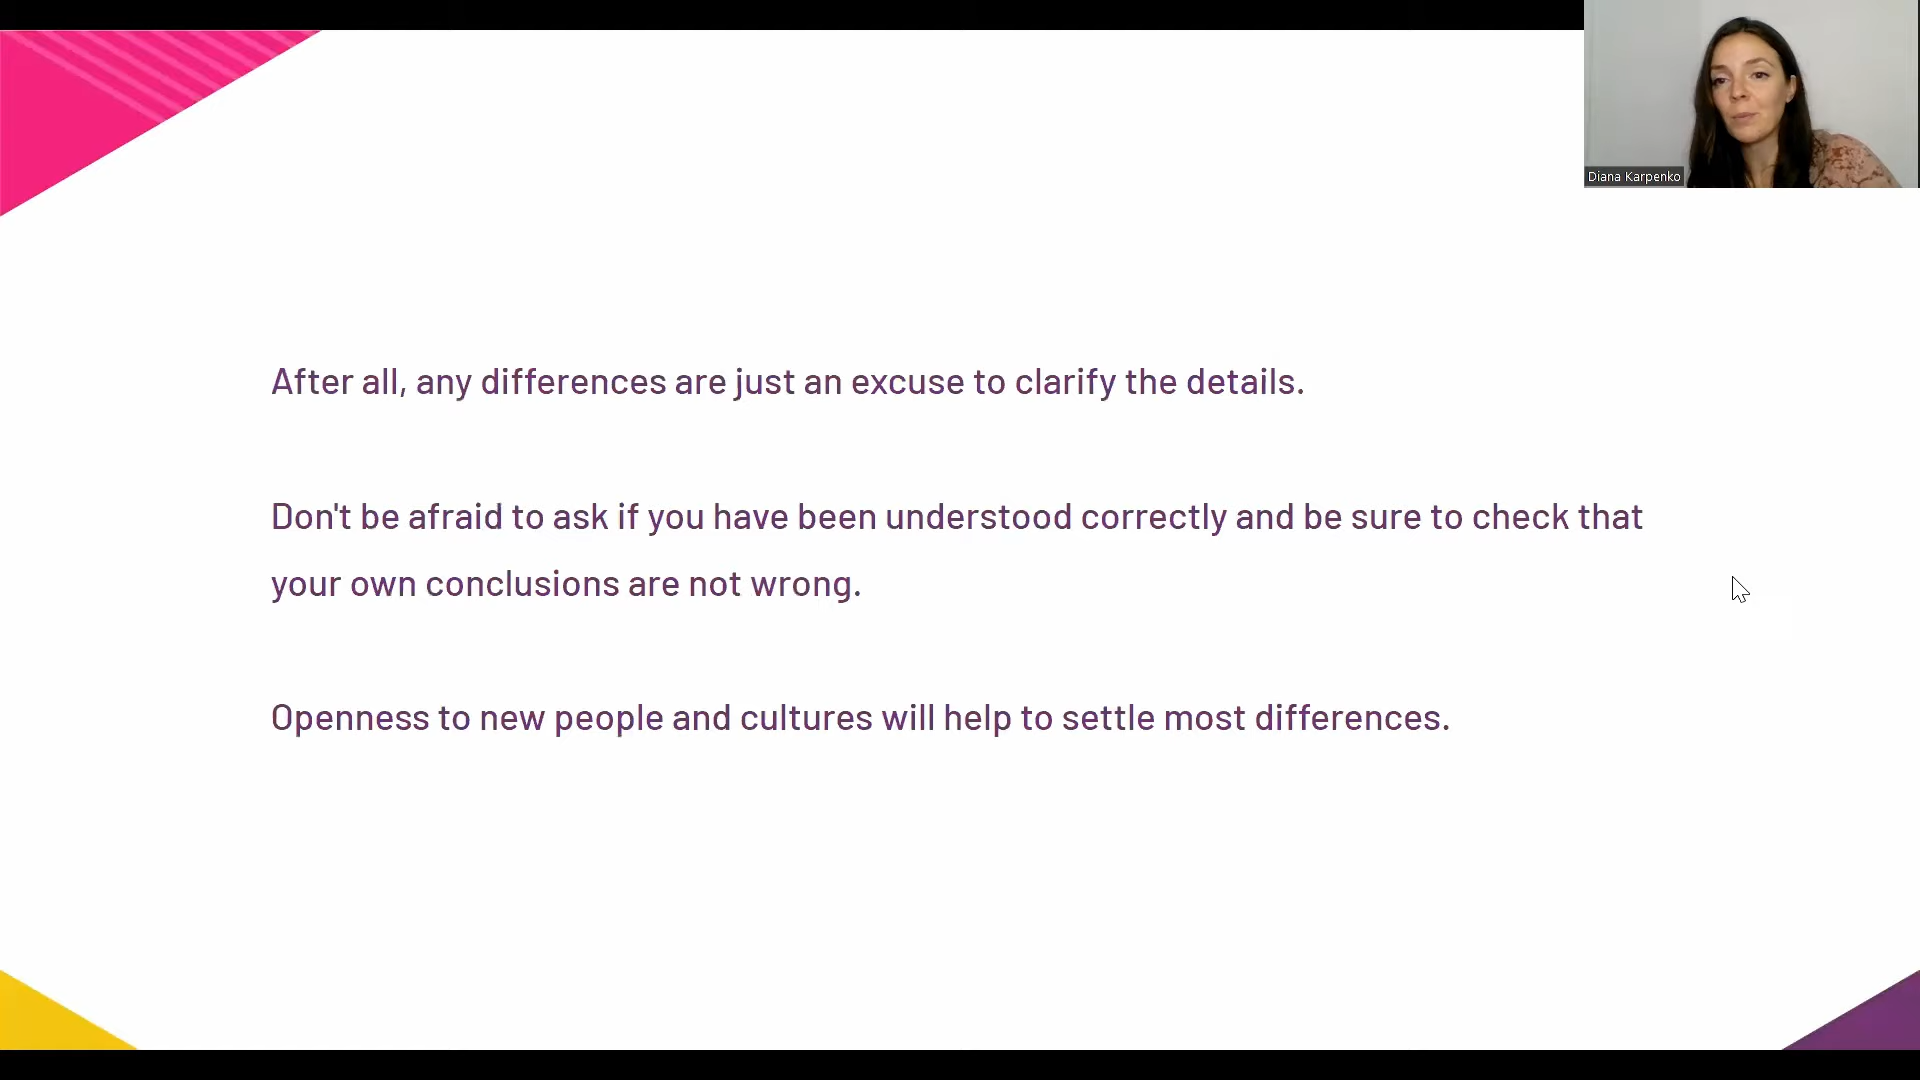 Diana Karpenko
After all, any differences are just an excuse to clarify the details.
Don't be afraid to ask if you have been understood correctly and be sure to check that
your own conclusions are not wrong.
Openness to new people and cultures will help to settle most differences.